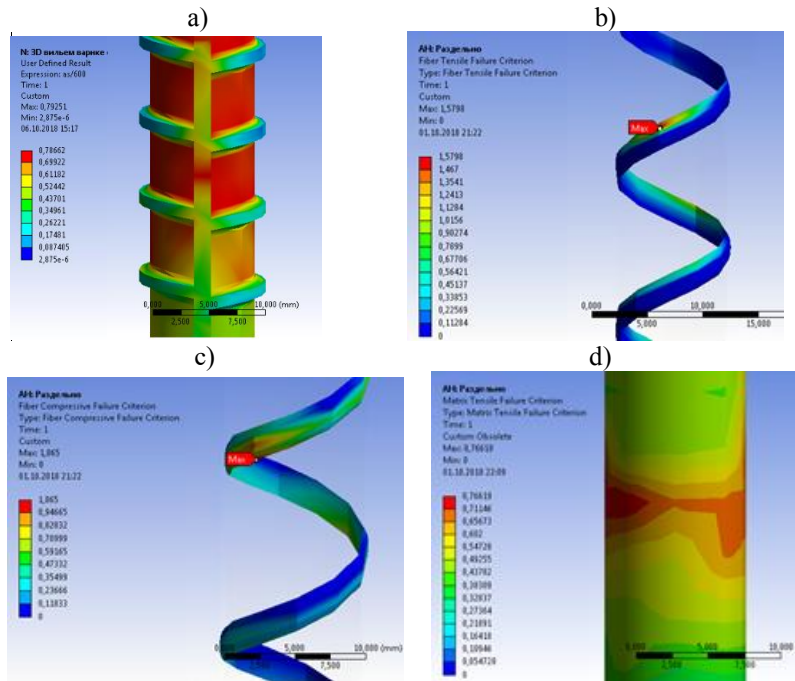 a)
N: 3D вильем варике
User Defined Result
Expression: as/600
Time: 1
Custom
Max: 0,79251
Min: 2,875e-6
06.10.2018 15:17
0,78662
0,69922
0,61182
0,52442
0,43701
0,34961
0,26221
0,17481
0,087405
2,875e-6
0,000 5,000 10,000 (mm)
2,500 7,500
b)
AH: Раздельно
Fiber Tensile Failure Criterion
Type: Fiber Tensile Failure Criterion
Time: 1
Custom
Max: 1,5798
Min: 0
01.10.2018 21:22
Max
1,5798
1,467
1,3541
1,2413
1,1284
1,0156
0,90274
0,7899
0,67706
0,56421
0,45137
0,33853
0,22569
0,11284
0
0,000 10,000
5,000 15,000
c)
AH: Раздельно
Fiber Compressive Failure Criterion
Type: Fiber Compressive Failure Criterion
Time: 1
Custom
Max: 1,065
Min: 0
01.10.2018 21:22
Max
1,065
0,94665
0,82832
0,70999
0,59165
0,47332
0,35499
0,23666
0,11833
0
0,000 5,000 10,000 (mm)
2,500 7,500
d)
AH: Раздельно
Matrix Tensile Failure Criterion
Type: Matrix Tensile Failure Criterion
Time: 1
Custom Obsolete
Max: 0,76619
Min: 0
01.10.2018 22:09
0,76619
0,71146
0,65673
0,602
0,54728
0,49255
0,43782
0,38309
0,32837
0,27364
0,21891
0,16418
0,10946
0,054728
0
0,000 5,000 10,000
2,500 7,500